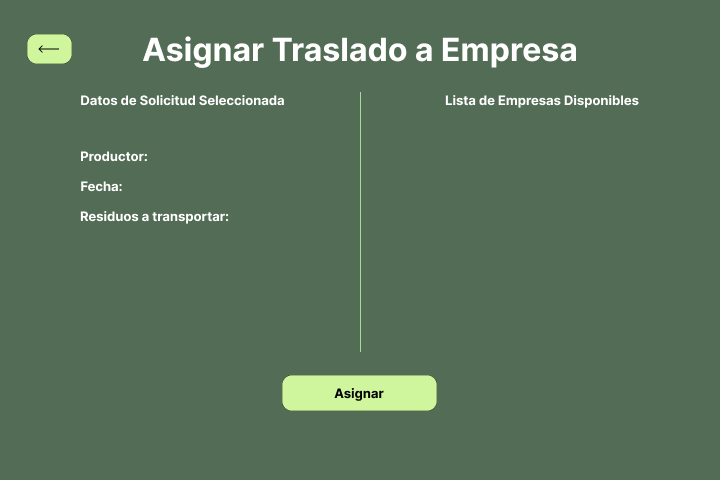 Asignar Traslado a Empresa
Datos de Solicitud Seleccionada
Productor:
Fecha:
Residuos a transportar:
Lista de Empresas Disponibles
Asignar